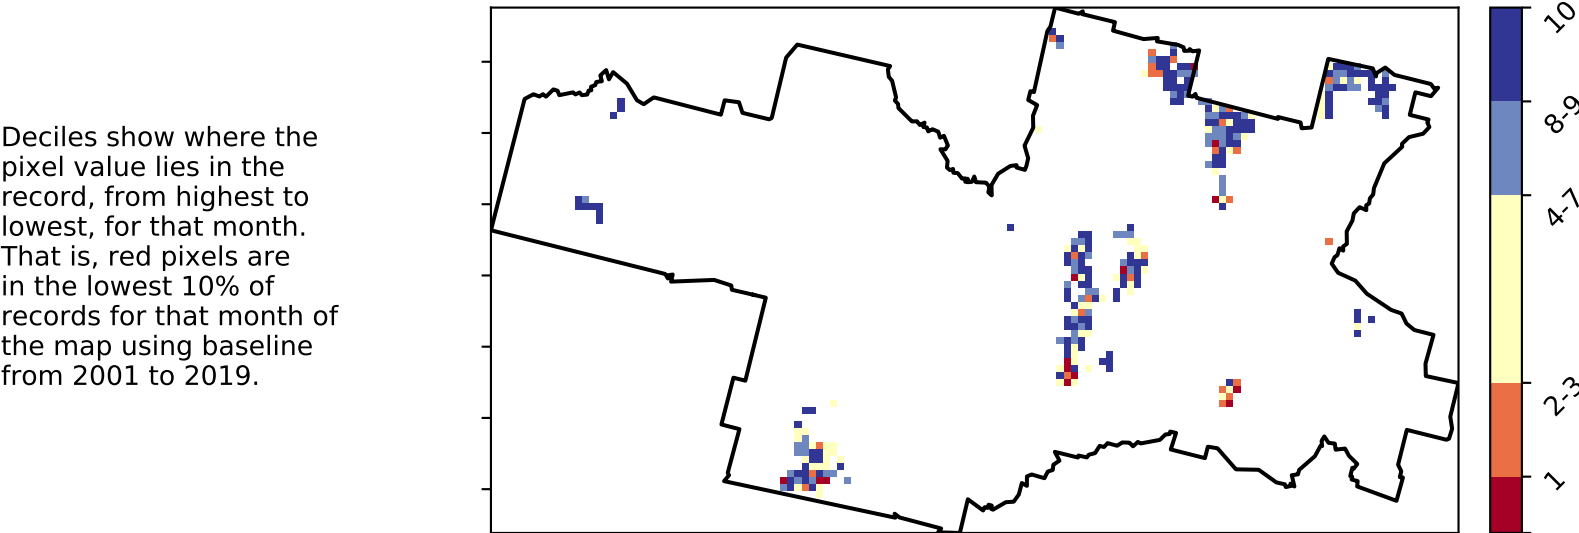 Deciles show where the
pixel value lies in the
record, from highest to
lowest, for that month.
That is, red pixels are
in the lowest 10% of
records for that month of
the map using baseline
from 2001 to 2019.
10
8-9
4-7
2-3
1